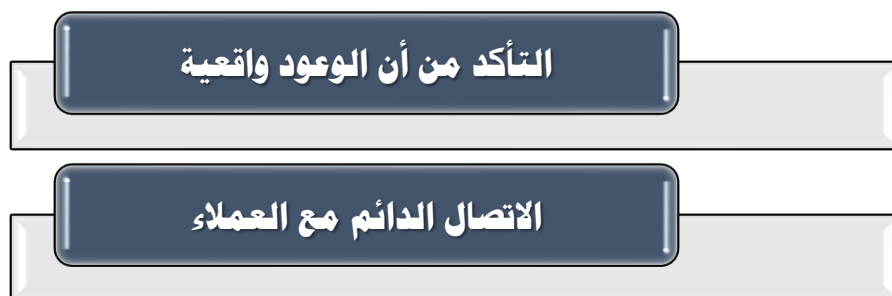 التأكد من أن الوعود واقعية
الاتصال الدائم مع العملاء